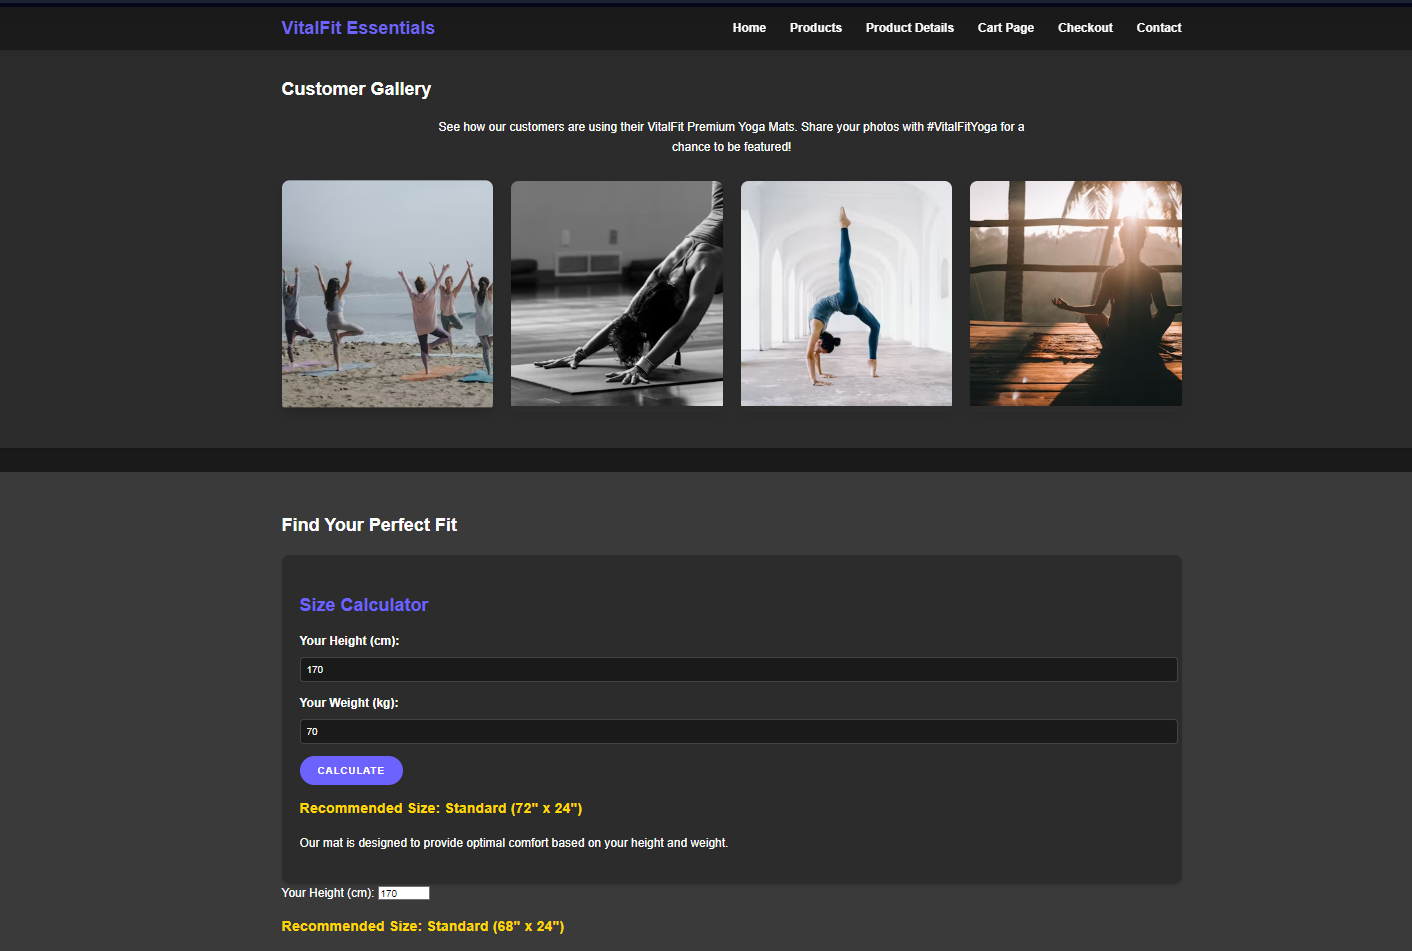 VitalFit Essentials
Home Products Product Details Cart Page Checkout Contact
Customer Gallery
See how our customers are using their VitalFit Premium Yoga Mats. Share your photos with #VitalFitYoga for a
chance to be featured!
Find Your Perfect Fit
Size Calculator
Your Height (cm):
170
Your Weight (kg):
70
CALCULATE
Recommended Size: Standard (72" x 24")
Our mat is designed to provide optimal comfort based on your height and weight.
Your Height (cm): 170
Recommended Size: Standard (68" x 24")